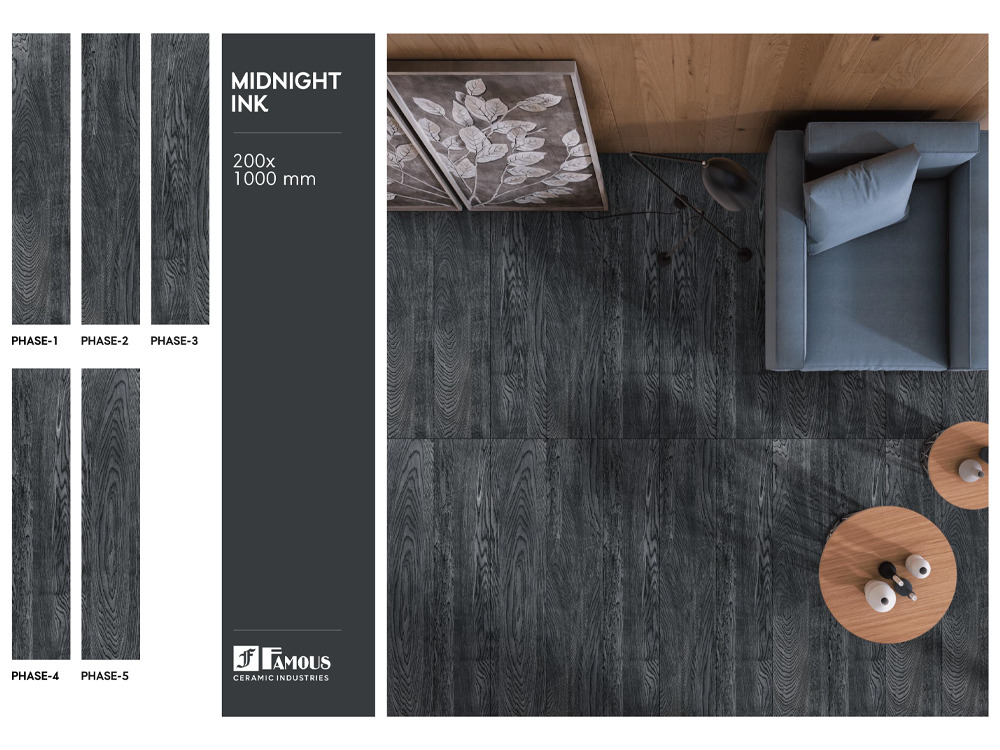 MIDNIGHT
INK
200x
1000 mm
PHASE-1
PHASE-2
PHASE-3
PHASE-4
PHASE-5
F FAMOUS
CERAMIC INDUSTRIES